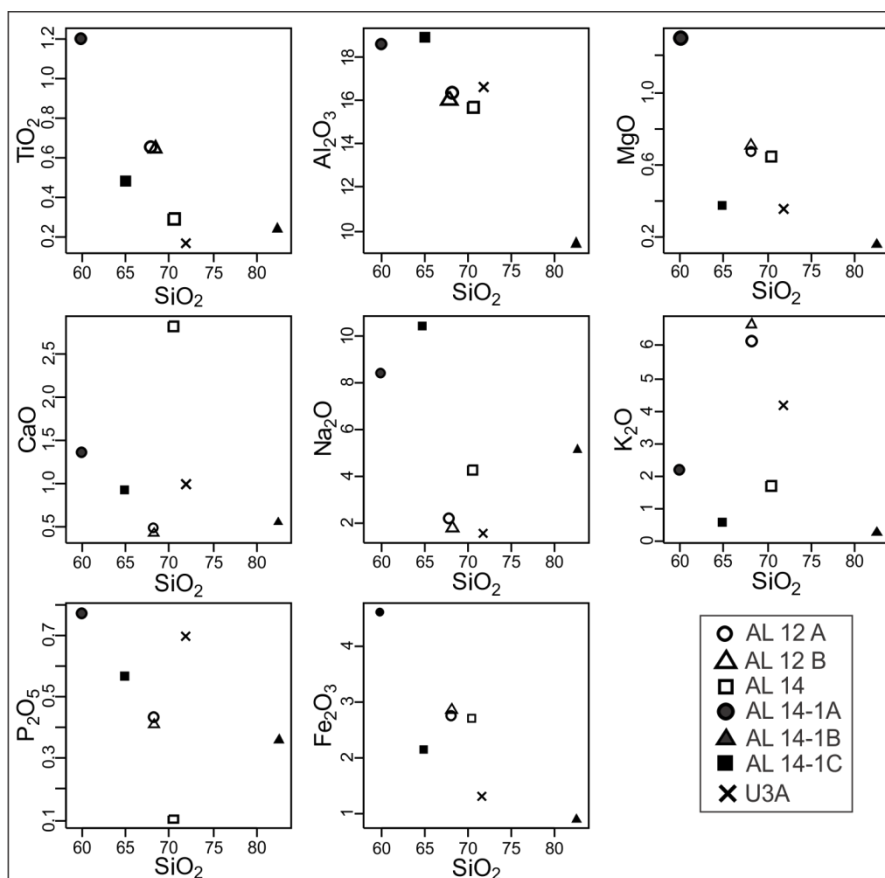 TiO2
0.2 0.4 0.6 0.8 1.0 1.2
60 65 70 75 80
SiO2
Al2O3
10 12 14 16 18
60 65 70 75 80
SiO2
MgO
0.2 0.6 1.0
60 65 70 75 80
SiO2
CaO
0.5 1.0 1.5 2.0 2.5
60 65 70 75 80
SiO2
Na2O
2 4 6 8 10
60 65 70 75 80
SiO2
K2O
0 1 2 3 4 5 6
60 65 70 75 80
SiO2
P2O5
0.1 0.3 0.5 0.7
60 65 70 75 80
SiO2
Fe2O3
1 2 3 4
60 65 70 75 80
SiO2
AL 12 A
AL 12 B
AL 14
AL 14-1A
AL 14-1B
AL 14-1C
U3A